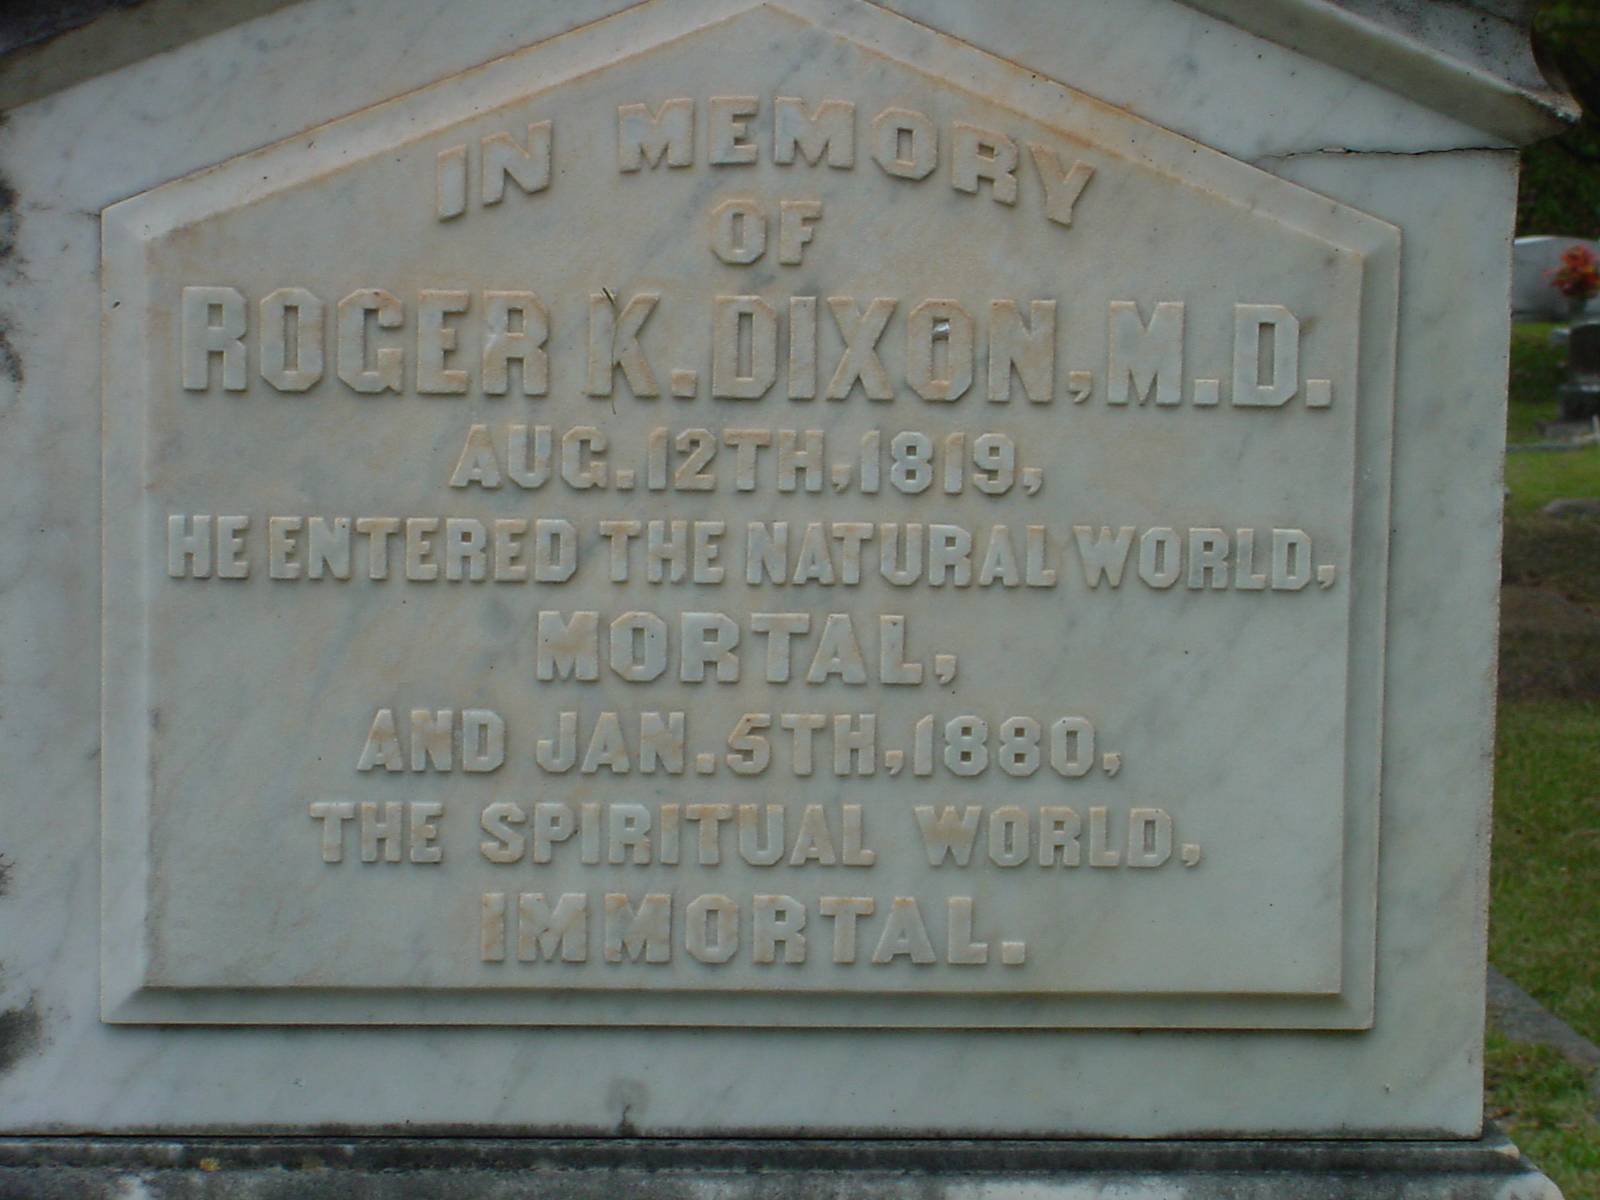 IN MEMORY
OF
ROGER K. DIXON, M.D.
AUG. 12TH, 1819,
HE ENTERED THE NATURAL WORLD,
MORTAL,
AND JAN. 5TH, 1880,
THE SPIRITUAL WORLD,
IMMORTAL.